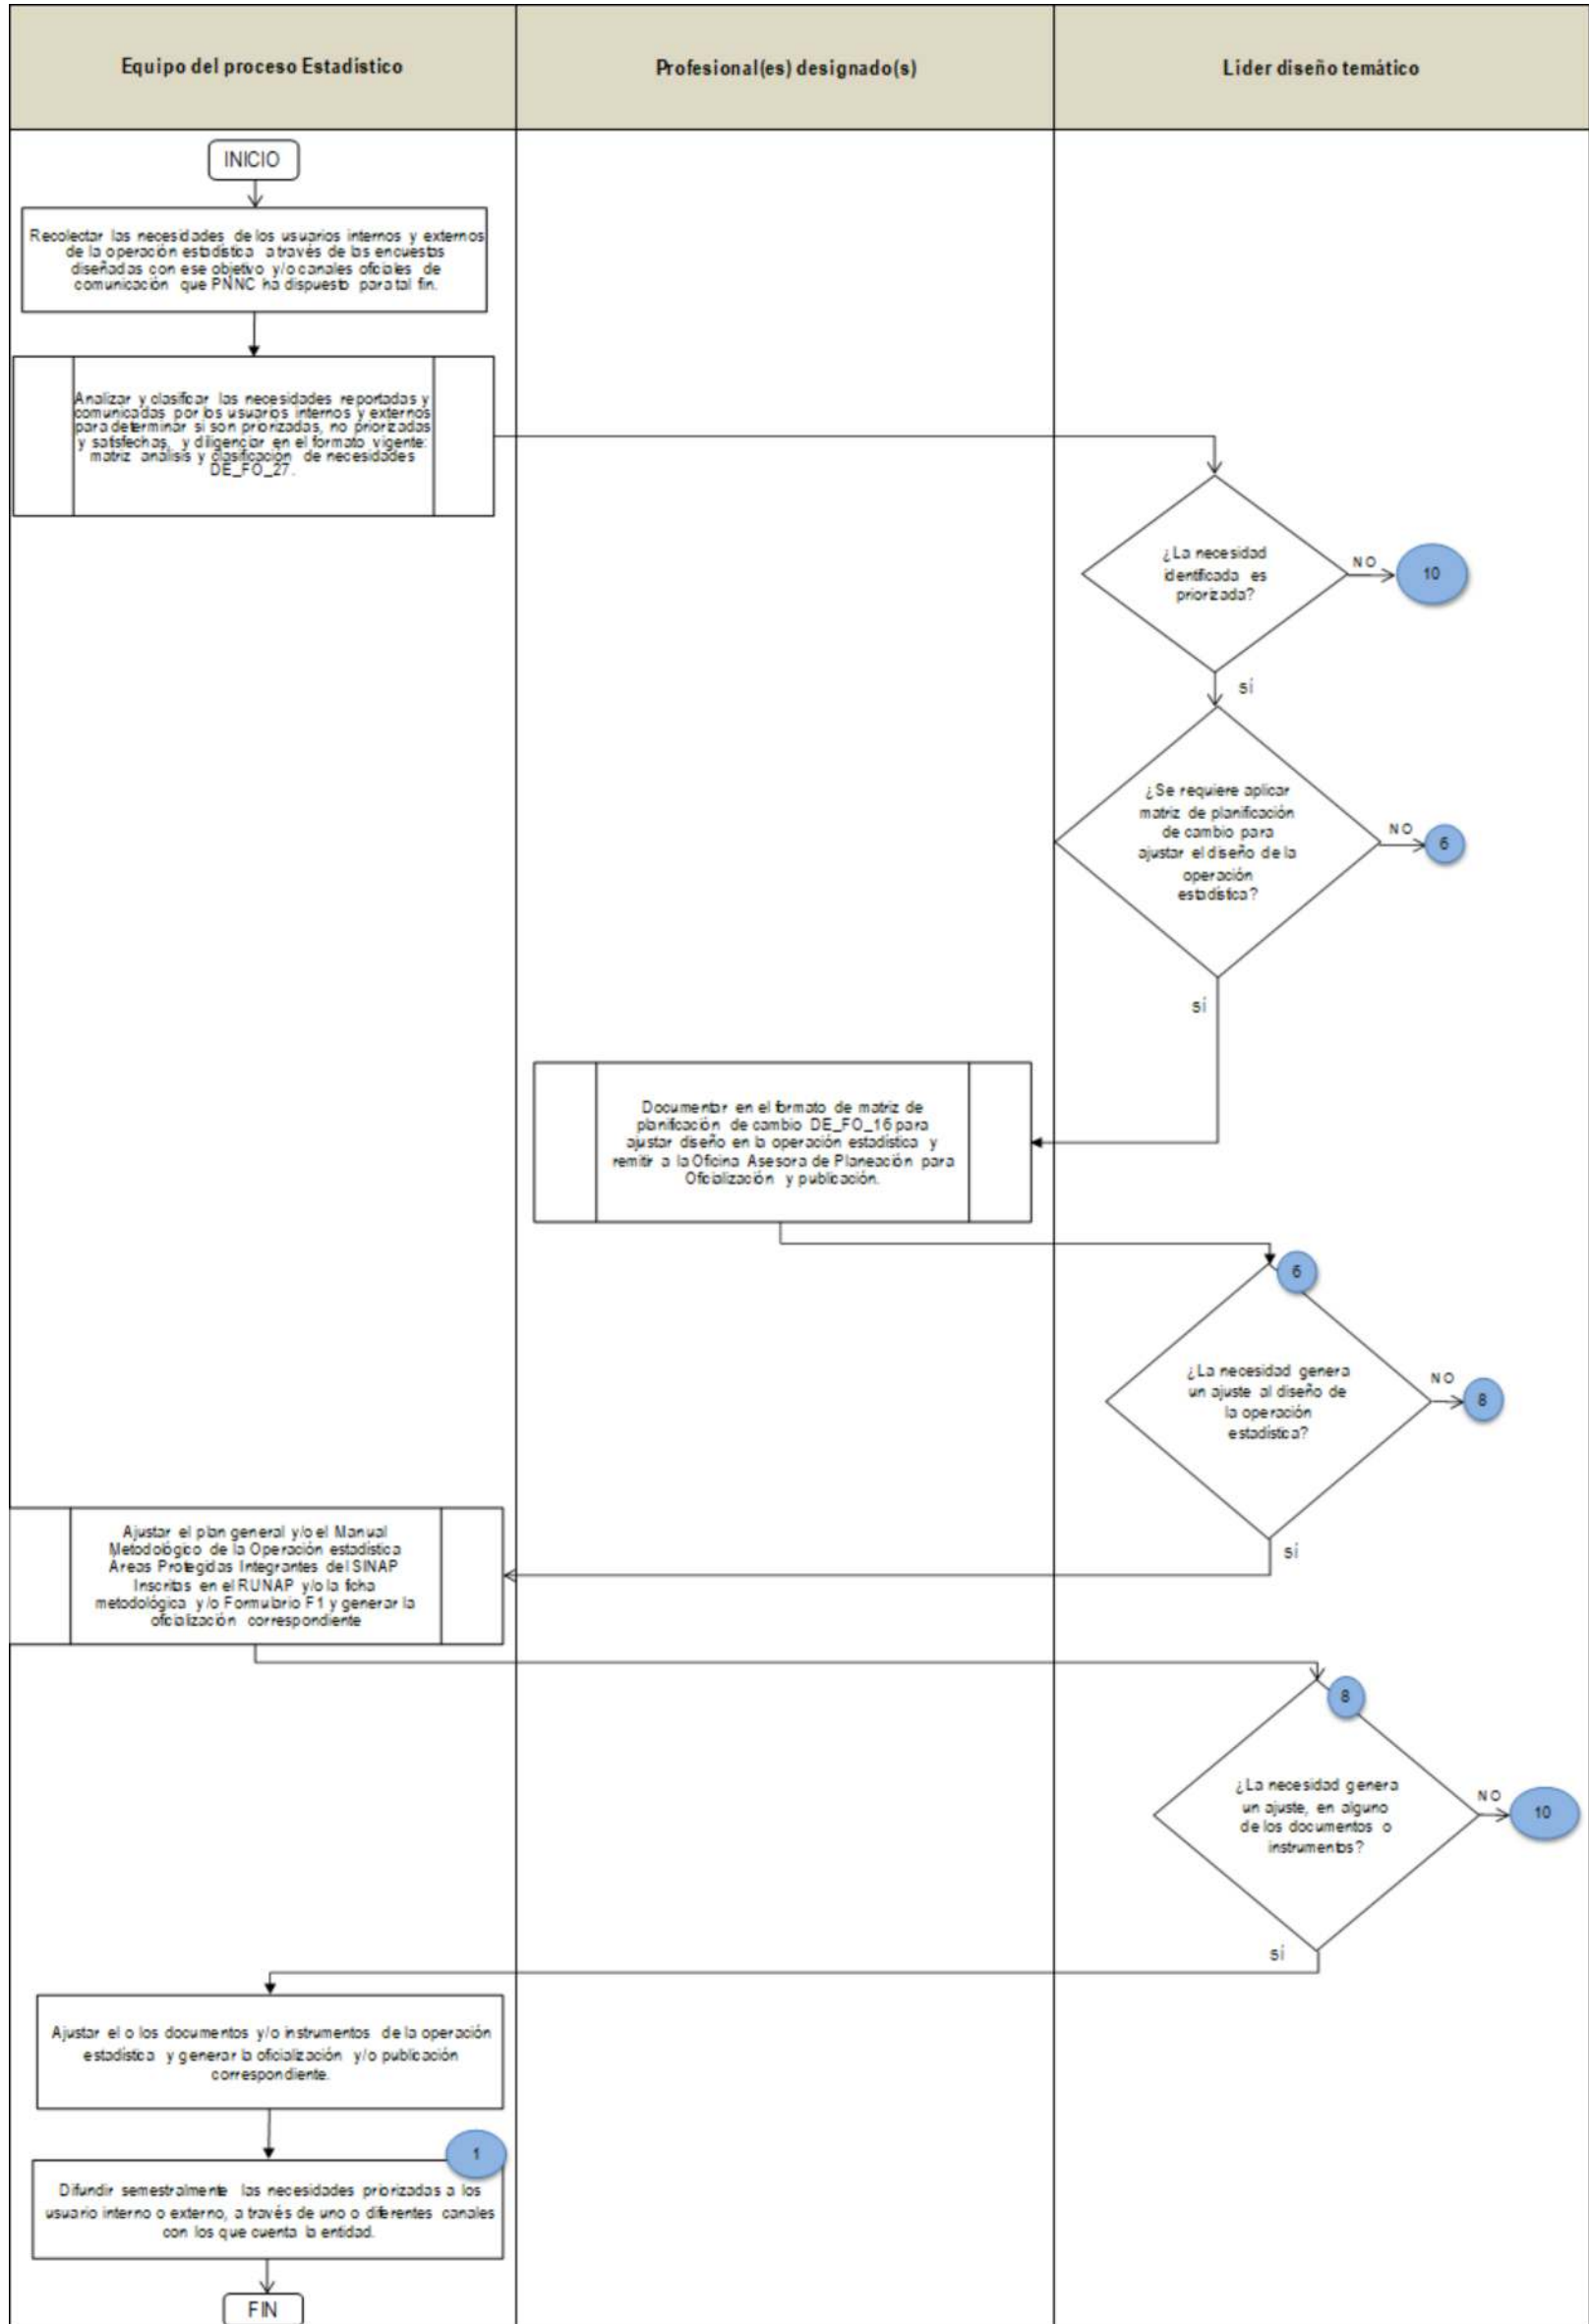 Equipo del proceso Estadístico
Profesional(es) designado(s)
Líder diseño temático
INICIO
Recolectar las necesidades de los usuarios internos y externos
de la operación estadística a través de las encuestas
diseñadas con ese objetivo y/o canales oficiales de
comunicación que PNNC ha dispuesto para tal fin.
Analizar y clasificar las necesidades reportadas y
comunicadas por los usuarios internos y externos
para determinar si son priorizadas, no priorizadas
y satisfechas, y diligenciar en el formato vigente:
matriz análisis y clasificación de necesidades
DE_FO_27.
¿La necesidad
identificada es
priorizada?
NO
10
sí
¿Se requiere aplicar
matriz de planificación
de cambio para
ajustar el diseño de la
operación
estadística?
NO
6
sí
Documentar en el formato de matriz de
planificación de cambio DE_FO_16 para
ajustar diseño en la operación estadística y
remitir a la Oficina Asesora de Planeación para
Oficialización y publicación.
6
¿La necesidad genera
un ajuste al diseño de
la operación
estadística?
NO
8
sí
Ajustar el plan general y/o el Manual
Metodológico de la Operación estadística
Áreas Protegidas Integrantes del SINAP
Inscritas en el RUNAP y/o la ficha
metodológica y/o Formulario F1 y generar la
oficialización correspondiente
8
¿La necesidad genera
un ajuste, en alguno
de los documentos o
instrumentos?
NO
10
sí
Ajustar el o los documentos y/o instrumentos de la operación
estadística y generar la oficialización y/o publicación
correspondiente.
1
Difundir semestralmente las necesidades priorizadas a los
usuario interno o externo, a través de uno o diferentes canales
con los que cuenta la entidad.
FIN